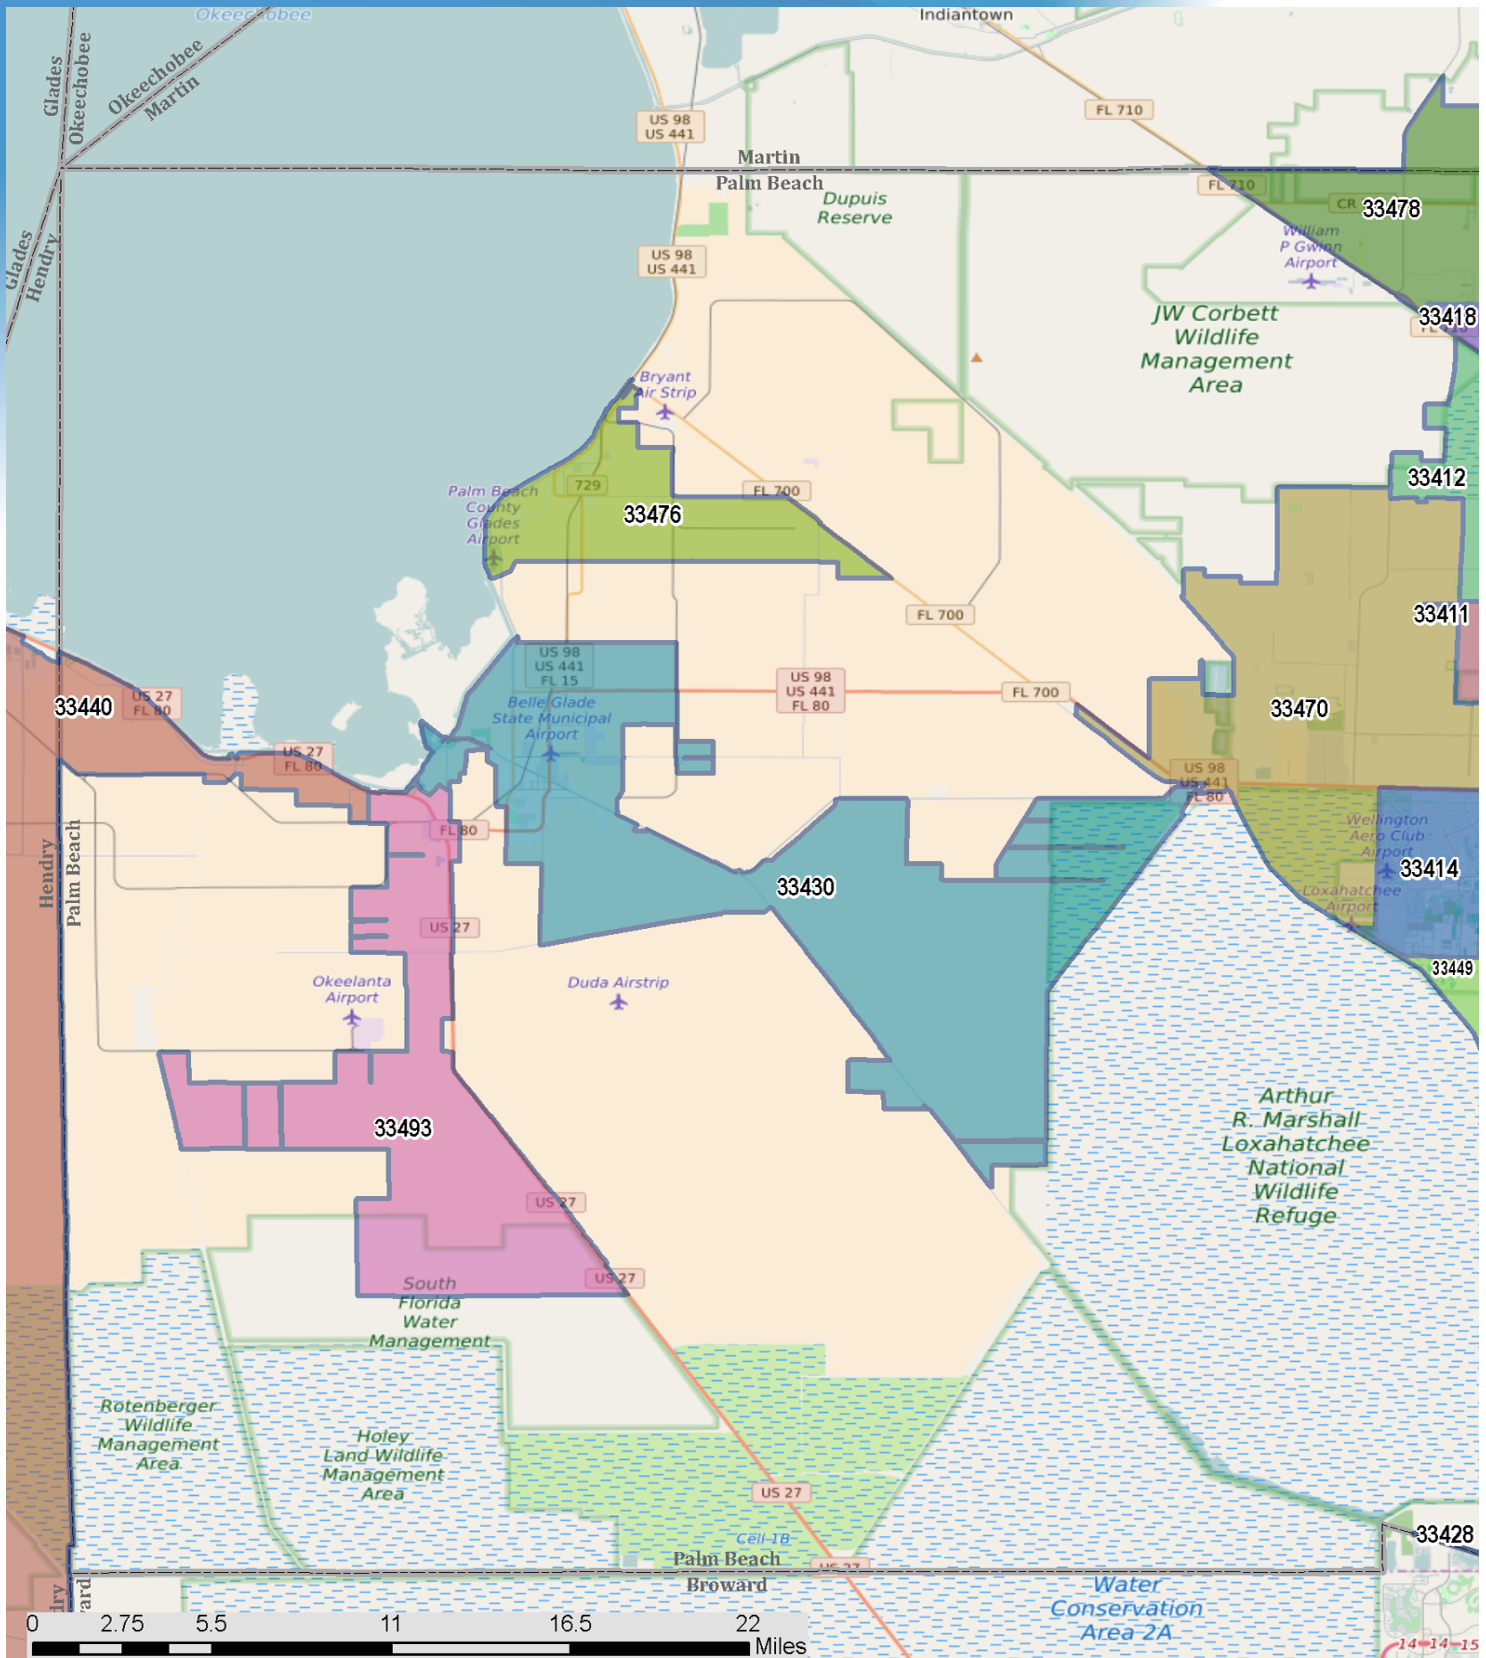 Okeechobee
Indiantown
Glades
Okeechobee
Okeechobee
Martin
US 98
US 441
FL 710
Martin
Palm Beach
FL 710
Dupuis
Reserve
CR
33478
Glades
Hendry
US 98
US 441
William
P Gwinn
Airport
JW Corbett
Wildlife
Management
Area
33418
Bryant
Air Strip
33412
729
FL 700
Palm Beach
County
Glades
Airport
33476
FL 700
33411
US 98
US 441
FL 15
US 98
US 441
FL 80
FL 700
33440
US 27
FL 80
Belle Glade
State Municipal
Airport
33470
US 27
FL 80
US 98
US 441
FL 80
FL 80
Wellington
Aero Club
Airport
33414
Hendry
Palm Beach
33430
Loxahatchee
Airport
US 27
33449
Okeelanta
Airport
Duda Airstrip
33493
Arthur
R. Marshall
Loxahatchee
National
Wildlife
Refuge
US 27
US 27
South
Florida
Water
Management
Rotenberger
Wildlife
Management
Area
Holey
Land Wildlife
Management
Area
US 27
Cell 1B
33428
Palm Beach
Broward
US 27
Water
Conservation
Area 2A
0 2.75 5.5 11 16.5 22
Miles
14 14 15